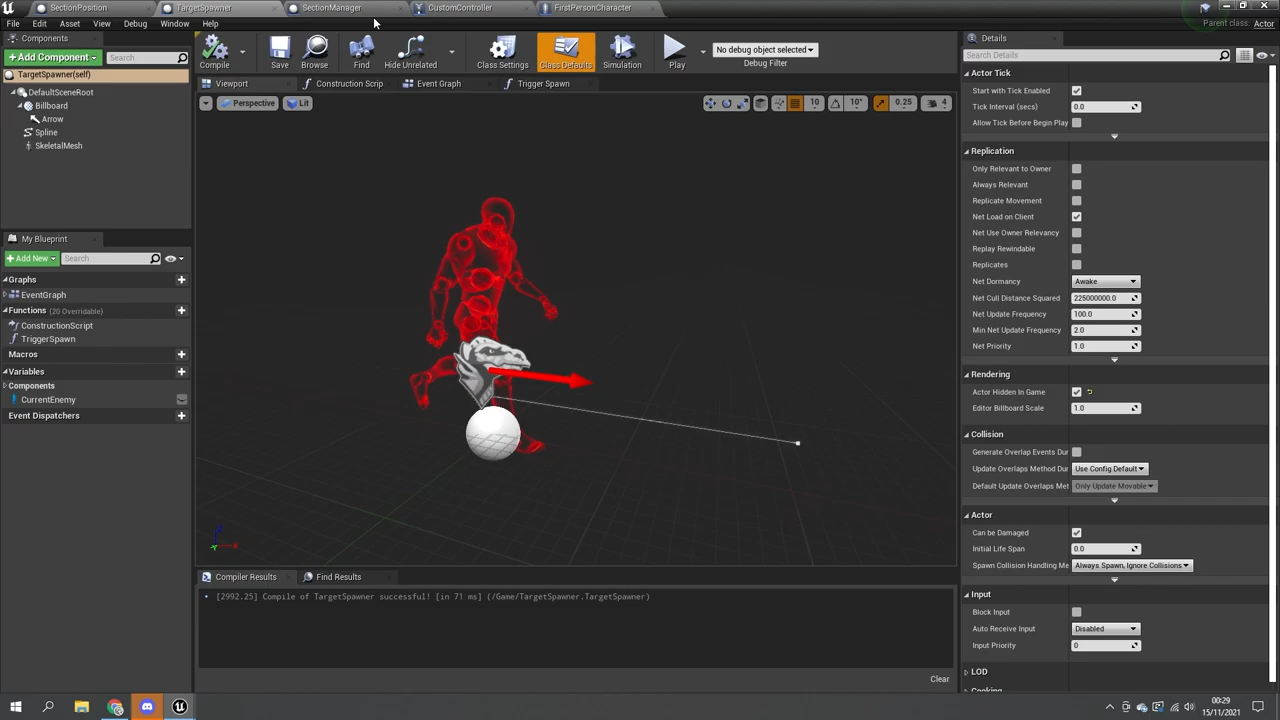 SectionPosition TargetSpawner SectionManager CustomController FirstPersonCharacter
File Edit Asset View Debug Window Help Parent class: Actor
Components
Add Component Search
TargetSpawner(self)
DefaultSceneRoot
Billboard
Arrow
Spline
SkeletalMesh
My Blueprint
Add New Search
Graphs
EventGraph
Functions (20 Overridable)
ConstructionScript
TriggerSpawn
Macros
Variables
Components
CurrentEnemy
Event Dispatchers
Compile Save Browse Find Hide Unrelated Class Settings Class Defaults Simulation Play
No debug object selected
Debug Filter
Viewport Construction Scrip Event Graph Trigger Spawn
Perspective Lit 10 10° 0.25 4
Compiler Results Find Results
[2992.25] Compile of TargetSpawner successful! [in 71 ms] (/Game/TargetSpawner.TargetSpawner)
Clear
Details
Search Details
Actor Tick
Start with Tick Enabled
Tick Interval (secs) 0.0
Allow Tick Before Begin Play
Replication
Only Relevant to Owner
Always Relevant
Replicate Movement
Net Load on Client
Net Use Owner Relevancy
Replay Rewindable
Replicates
Net Dormancy Awake
Net Cull Distance Squared 225000000.0
Net Update Frequency 100.0
Min Net Update Frequency 2.0
Net Priority 1.0
Rendering
Actor Hidden In Game
Editor Billboard Scale 1.0
Collision
Generate Overlap Events Dur
Update Overlaps Method Dur Use Config Default
Default Update Overlaps Met Only Update Movable
Actor
Can be Damaged
Initial Life Span 0.0
Spawn Collision Handling Me Always Spawn, Ignore Collisions
Input
Block Input
Auto Receive Input Disabled
Input Priority 0
LOD
Cooking
00:29
15/11/2021